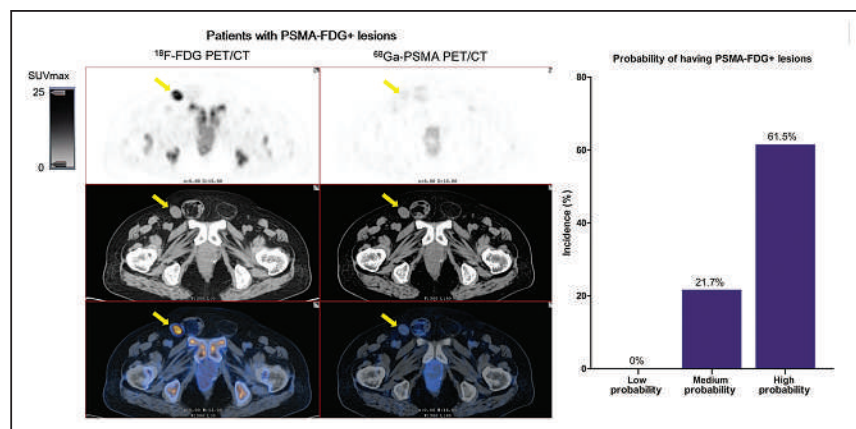 Patients with PSMA-FDG+ lesions
¹⁸F-FDG PET/CT
⁶⁸Ga-PSMA PET/CT
SUVmax
25
0
Probability of having PSMA-FDG+ lesions
80
60
40
20
0
Incidence (%)
0%
21.7%
61.5%
Low
probability
Medium
probability
High
probability